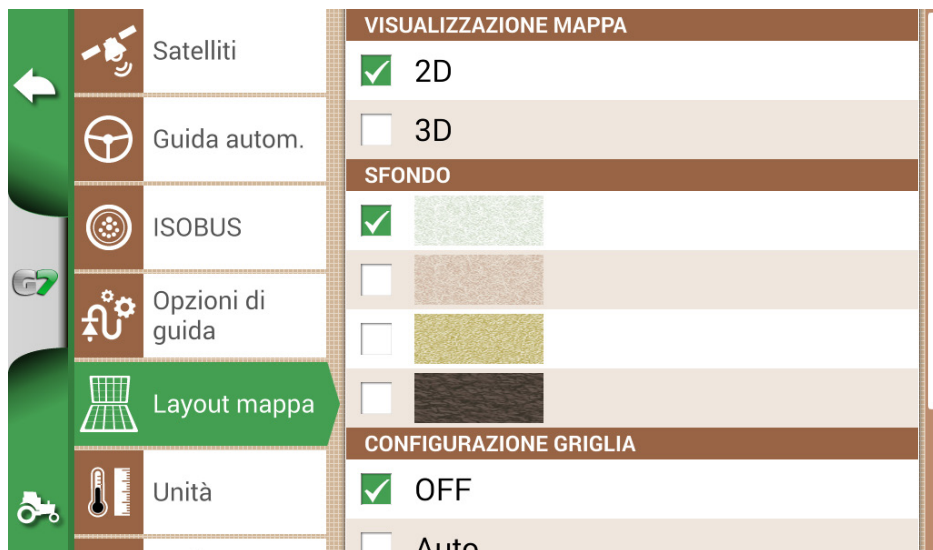 Satelliti
Guida autom.
ISOBUS
G7
Opzioni di
guida
Layout mappa
Unità
VISUALIZZAZIONE MAPPA
2D
3D
SFONDO
CONFIGURAZIONE GRIGLIA
OFF
Auto